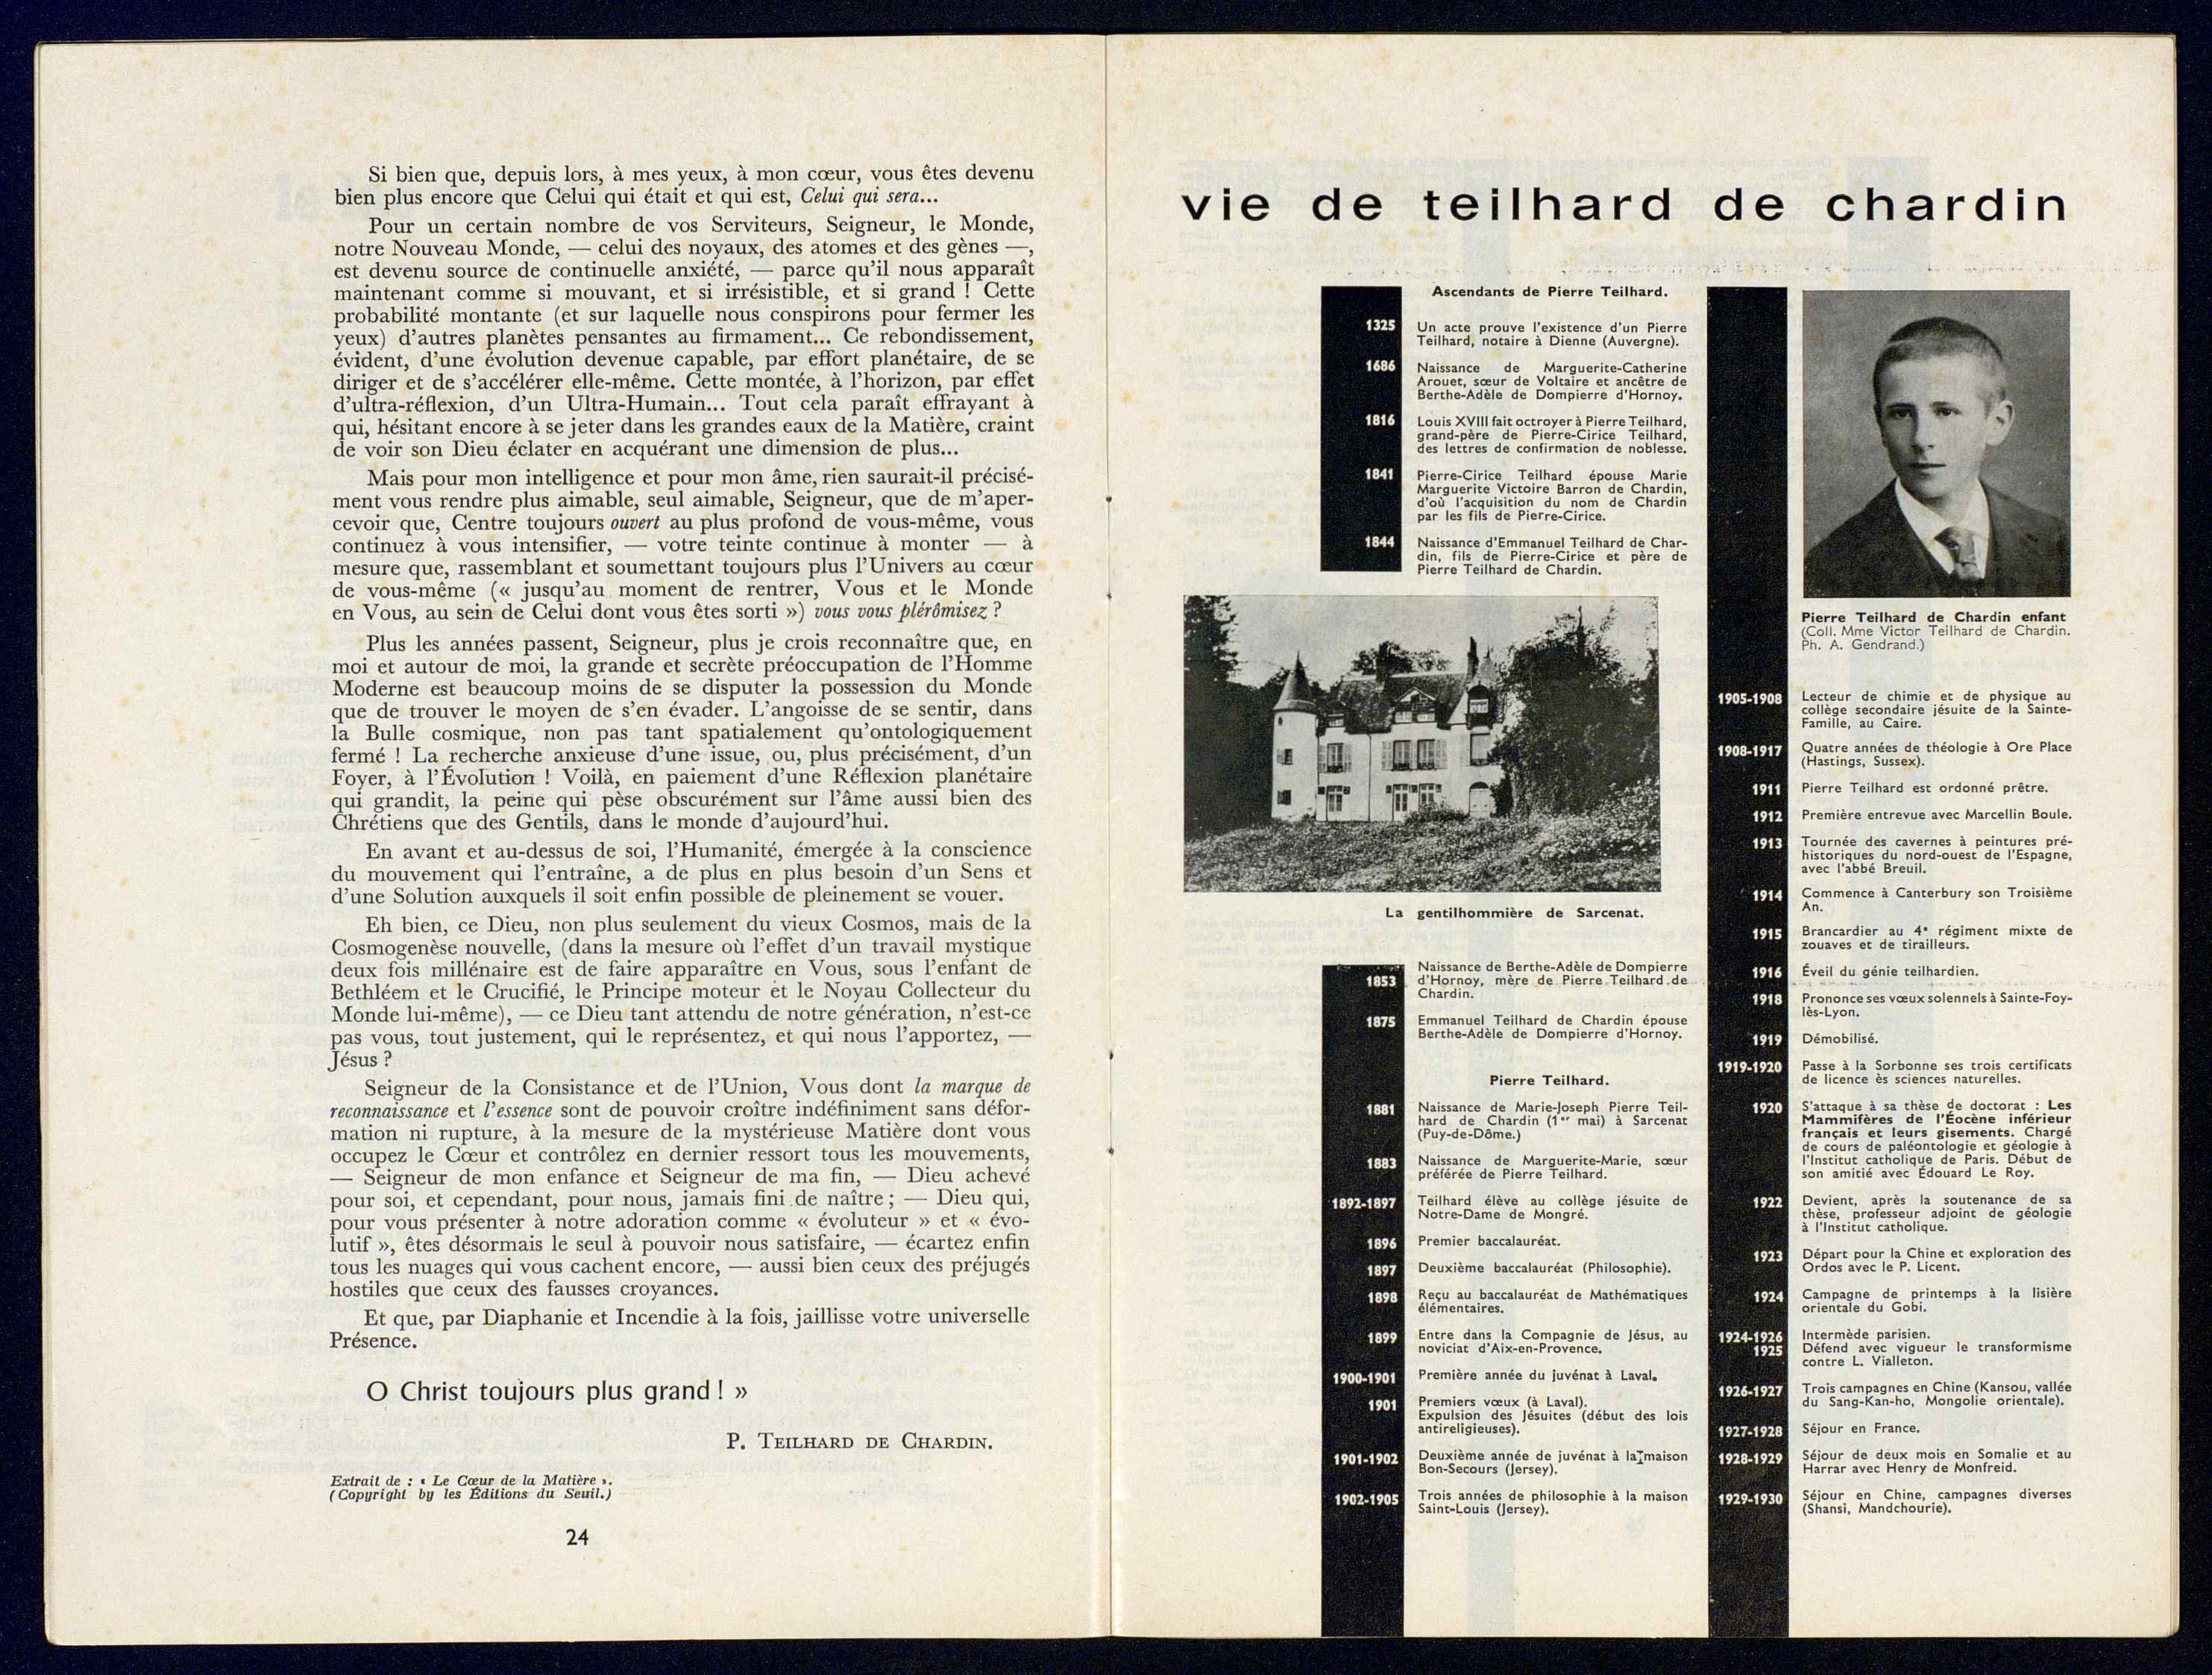 Si bien que, depuis lors, à mes yeux, à mon cœur, vous êtes devenu
bien plus encore que Celui qui était et qui est, Celui qui sera...
Pour un certain nombre de vos Serviteurs, Seigneur, le Monde,
notre Nouveau Monde, — celui des noyaux, des atomes et des gènes —,
est devenu source de continuelle anxiété, — parce qu'il nous apparaît
maintenant comme si mouvant, et si irrésistible, et si grand ! Cette
probabilité montante (et sur laquelle nous conspirons pour fermer les
yeux) d'autres planètes pensantes au firmament... Ce rebondissement,
évident, d'une évolution devenue capable, par effort planétaire, de se
diriger et de s'accélérer elle-même. Cette montée, à l'horizon, par effet
d'ultra-réflexion, d'un Ultra-Humain... Tout cela paraît effrayant à
qui, hésitant encore à se jeter dans les grandes eaux de la Matière, craint
de voir son Dieu éclater en acquérant une dimension de plus...
Mais pour mon intelligence et pour mon âme, rien saurait-il précisé-
ment vous rendre plus aimable, seul aimable, Seigneur, que de m'aper-
cevoir que, Centre toujours ouvert au plus profond de vous-même, vous
continuez à vous intensifier, — votre teinte continue à monter — à
mesure que, rassemblant et soumettant toujours plus l'Univers au cœur
de vous-même (« jusqu'au moment de rentrer, Vous et le Monde
en Vous, au sein de Celui dont vous êtes sorti ») vous vous plérômisez ?
Plus les années passent, Seigneur, plus je crois reconnaître que, en
moi et autour de moi, la grande et secrète préoccupation de l'Homme
Moderne est beaucoup moins de se disputer la possession du Monde
que de trouver le moyen de s'en évader. L'angoisse de se sentir, dans
la Bulle cosmique, non pas tant spatialement qu'ontologiquement
fermé ! La recherche anxieuse d'une issue, ou, plus précisément, d'un
Foyer, à l'Évolution ! Voilà, en paiement d'une Réflexion planétaire
qui grandit, la peine qui pèse obscurément sur l'âme aussi bien des
Chrétiens que des Gentils, dans le monde d'aujourd'hui.
En avant et au-dessus de soi, l'Humanité, émergée à la conscience
du mouvement qui l'entraîne, a de plus en plus besoin d'un Sens et
d'une Solution auxquels il soit enfin possible de pleinement se vouer.
Eh bien, ce Dieu, non plus seulement du vieux Cosmos, mais de la
Cosmogenèse nouvelle, (dans la mesure où l'effet d'un travail mystique
deux fois millénaire est de faire apparaître en Vous, sous l'enfant de
Bethléem et le Crucifié, le Principe moteur et le Noyau Collecteur du
Monde lui-même), — ce Dieu tant attendu de notre génération, n'est-ce
pas vous, tout justement, qui le représentez, et qui nous l'apportez, —
Jésus ?
Seigneur de la Consistance et de l'Union, Vous dont la marque de
reconnaissance et l'essence sont de pouvoir croître indéfiniment sans défor-
mation ni rupture, à la mesure de la mystérieuse Matière dont vous
occupez le Cœur et contrôlez en dernier ressort tous les mouvements,
— Seigneur de mon enfance et Seigneur de ma fin, — Dieu achevé
pour soi, et cependant, pour nous, jamais fini de naître ; — Dieu qui,
pour vous présenter à notre adoration comme « évoluteur » et « évo-
lutif », êtes désormais le seul à pouvoir nous satisfaire, — écartez enfin
tous les nuages qui vous cachent encore, — aussi bien ceux des préjugés
hostiles que ceux des fausses croyances.
Et que, par Diaphanie et Incendie à la fois, jaillisse votre universelle
Présence.
O Christ toujours plus grand ! »
P. TEILHARD DE CHARDIN.
Extrait de : « Le Cœur de la Matière ».
(Copyright by les Éditions du Seuil.)
24
vie de teilhard de chardin
Ascendants de Pierre Teilhard.
1325 Un acte prouve l'existence d'un Pierre
Teilhard, notaire à Dienne (Auvergne).
1686 Naissance de Marguerite-Catherine
Arouet, sœur de Voltaire et ancêtre de
Berthe-Adèle de Dompierre d'Hornoy.
1816 Louis XVIII fait octroyer à Pierre Teilhard,
grand-père de Pierre-Cirice Teilhard,
des lettres de confirmation de noblesse.
1841 Pierre-Cirice Teilhard épouse Marie
Marguerite Victoire Barron de Chardin,
d'où l'acquisition du nom de Chardin
par les fils de Pierre-Cirice.
1844 Naissance d'Emmanuel Teilhard de Char-
din, fils de Pierre-Cirice et père de
Pierre Teilhard de Chardin.
La gentilhommière de Sarcenat.
Naissance de Berthe-Adèle de Dompierre
1853 d'Hornoy, mère de Pierre Teilhard de
Chardin.
1875 Emmanuel Teilhard de Chardin épouse
Berthe-Adèle de Dompierre d'Hornoy.
Pierre Teilhard.
1881 Naissance de Marie-Joseph Pierre Teil-
hard de Chardin (1er mai) à Sarcenat
(Puy-de-Dôme.)
1883 Naissance de Marguerite-Marie, sœur
préférée de Pierre Teilhard.
1892-1897 Teilhard élève au collège jésuite de
Notre-Dame de Mongré.
1896 Premier baccalauréat.
1897 Deuxième baccalauréat (Philosophie).
1898 Reçu au baccalauréat de Mathématiques
élémentaires.
1899 Entre dans la Compagnie de Jésus, au
noviciat d'Aix-en-Provence.
1900-1901 Première année du juvénat à Laval.
1901 Premiers vœux (à Laval).
Expulsion des Jésuites (début des lois
antireligieuses).
1901-1902 Deuxième année de juvénat à la maison
Bon-Secours (Jersey).
1902-1905 Trois années de philosophie à la maison
Saint-Louis (Jersey).
Pierre Teilhard de Chardin enfant
(Coll. Mme Victor Teilhard de Chardin.
Ph. A. Gendrand.)
1905-1908 Lecteur de chimie et de physique au
collège secondaire jésuite de la Sainte-
Famille, au Caire.
1908-1917 Quatre années de théologie à Ore Place
(Hastings, Sussex).
1911 Pierre Teilhard est ordonné prêtre.
1912 Première entrevue avec Marcellin Boule.
1913 Tournée des cavernes à peintures pré-
historiques du nord-ouest de l'Espagne,
avec l'abbé Breuil.
1914 Commence à Canterbury son Troisième
An.
1915 Brancardier au 4e régiment mixte de
zouaves et de tirailleurs.
1916 Éveil du génie teilhardien.
1918 Prononce ses vœux solennels à Sainte-Foy-
lès-Lyon.
1919 Démobilisé.
1919-1920 Passe à la Sorbonne ses trois certificats
de licence ès sciences naturelles.
1920 S'attaque à sa thèse de doctorat : Les
Mammifères de l'Éocène inférieur
français et leurs gisements. Chargé
de cours de paléontologie et géologie à
l'Institut catholique de Paris. Début de
son amitié avec Édouard Le Roy.
1922 Devient, après la soutenance de sa
thèse, professeur adjoint de géologie
à l'Institut catholique.
1923 Départ pour la Chine et exploration des
Ordos avec le P. Licent.
1924 Campagne de printemps à la lisière
orientale du Gobi.
1924-1926 Intermède parisien.
1925 Défend avec vigueur le transformisme
contre L. Vialleton.
1926-1927 Trois campagnes en Chine (Kansou, vallée
du Sang-Kan-ho, Mongolie orientale).
1927-1928 Séjour en France.
1928-1929 Séjour de deux mois en Somalie et au
Harrar avec Henry de Monfreid.
1929-1930 Séjour en Chine, campagnes diverses
(Shansi, Mandchourie).